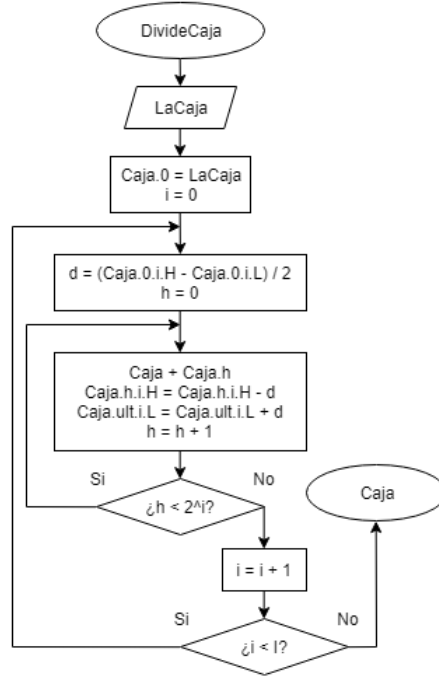 DivideCaja
LaCaja
Caja.0 = LaCaja
i = 0
d = (Caja.0.i.H - Caja.0.i.L) / 2
h = 0
Caja + Caja.h
Caja.h.i.H = Caja.h.i.H - d
Caja.ult.i.L = Caja.ult.i.L + d
h = h + 1
Si
No
¿h < 2^i?
Caja
i = i + 1
Si
No
¿i < I?